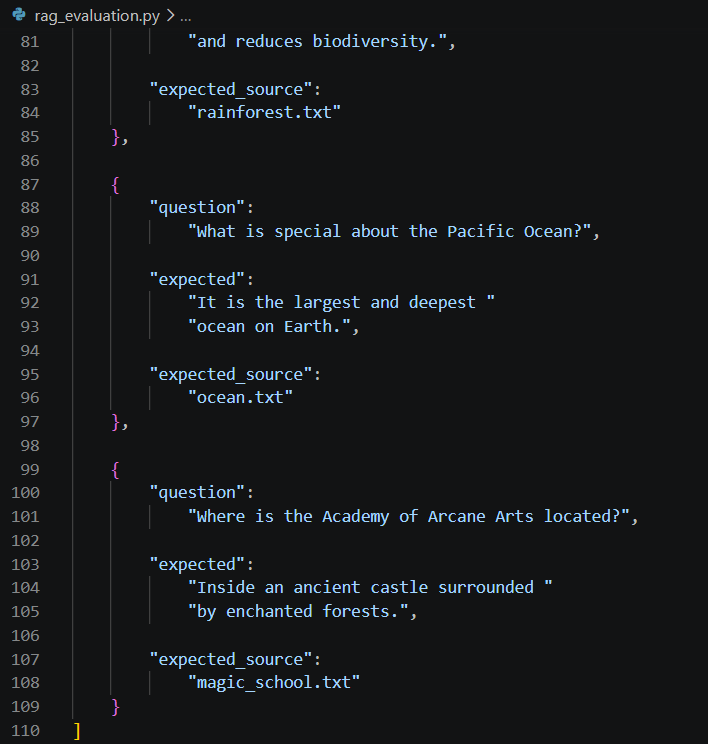 rag_evaluation.py > ...
81 "and reduces biodiversity.",
82
83 "expected_source":
84 "rainforest.txt"
85 },
86
87 {
88 "question":
89 "What is special about the Pacific Ocean?",
90
91 "expected":
92 "It is the largest and deepest "
93 "ocean on Earth.",
94
95 "expected_source":
96 "ocean.txt"
97 },
98
99 {
100 "question":
101 "Where is the Academy of Arcane Arts located?",
102
103 "expected":
104 "Inside an ancient castle surrounded "
105 "by enchanted forests.",
106
107 "expected_source":
108 "magic_school.txt"
109 }
110 ]